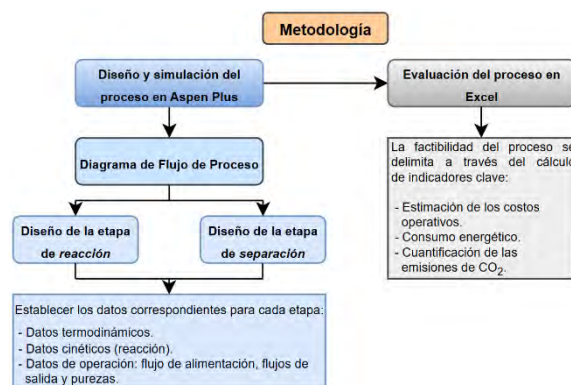 Metodología
Diseño y simulación del
proceso en Aspen Plus
Evaluación del proceso en
Excel
Diagrama de Flujo de Proceso
Diseño de la etapa
de reacción
Diseño de la etapa
de separación
Establecer los datos correspondientes para cada etapa:
- Datos termodinámicos.
- Datos cinéticos (reacción).
- Datos de operación: flujo de alimentación, flujos de
salida y purezas.
La factibilidad del proceso se
delimita a través del cálculo
de indicadores clave:
- Estimación de los costos
operativos.
- Consumo energético.
- Cuantificación de las
emisiones de CO2.